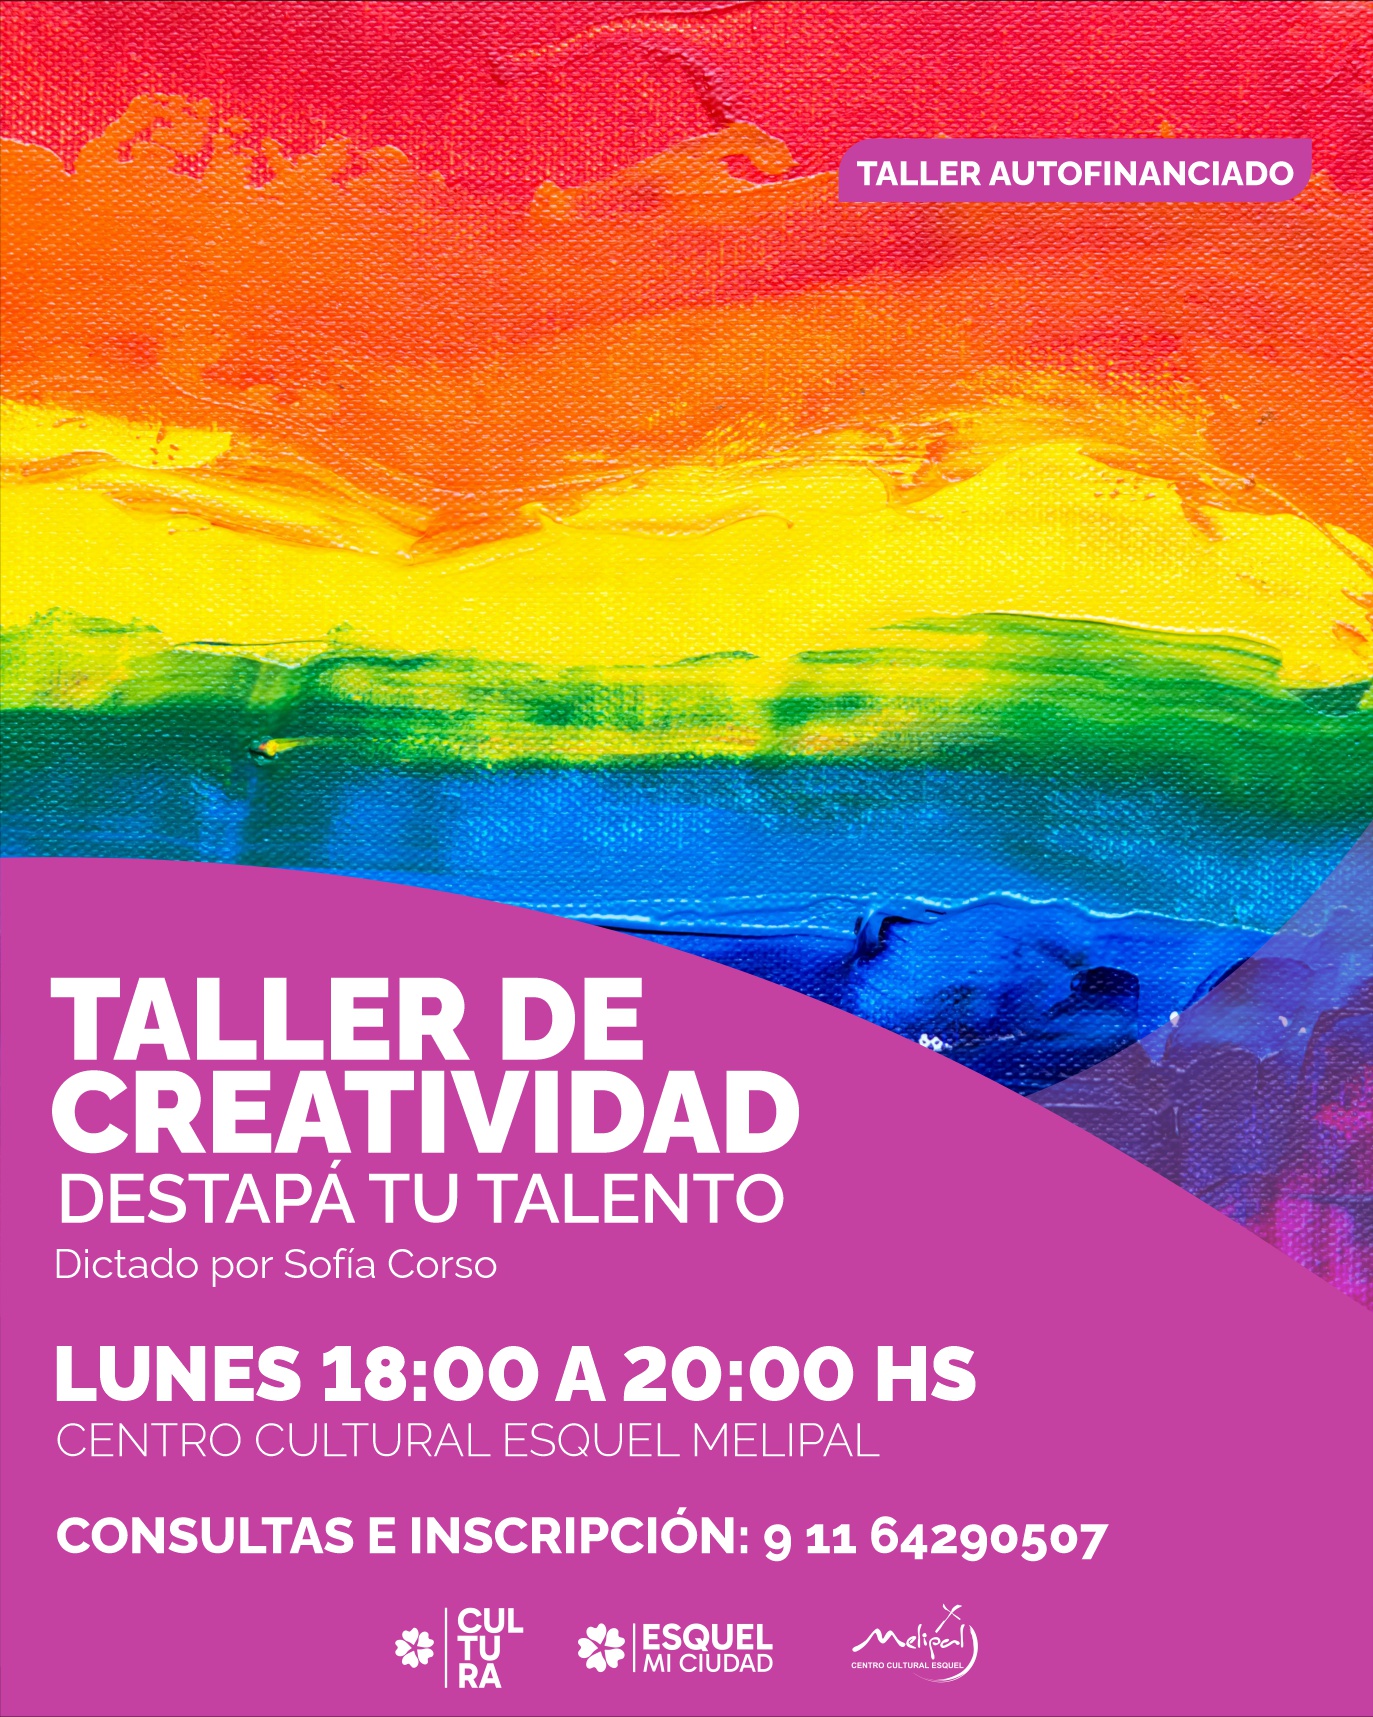 TALLER AUTOFINANCIADO
TALLER DE
CREATIVIDAD
DESTAPÁ TU TALENTO
Dictado por Sofía Corso
LUNES 18:00 A 20:00 HS
CENTRO CULTURAL ESQUEL MELIPAL
CONSULTAS E INSCRIPCIÓN: 9 11 64290507
CUL
TU
RA
ESQUEL
MI CIUDAD
Melipal
CENTRO CULTURAL ESQUEL